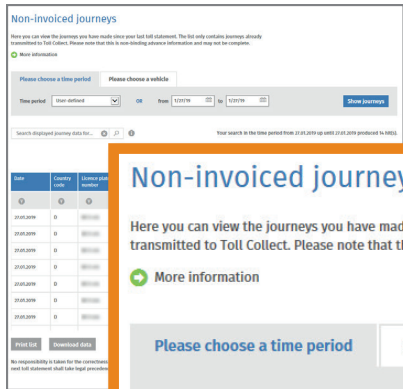 Non-invoiced journeys
Here you can view the journeys you have made since your last toll statement. The list only contains journeys already
transmitted to Toll Collect. Please note that this is non-binding advance information and may not be complete.
More information
Please choose a time period Please choose a vehicle
Time period User-defined OR from 1/27/19 to 1/27/19 Show journeys
Search displayed journey data for... Your search in the time period from 27.01.2019 up until 27.01.2019 produced 14 hit(s).
Date Country code License plate number
27.01.2019 D
27.01.2019 D
27.01.2019 D
27.01.2019 D
27.01.2019 D
27.01.2019 D
Print list Download data
No responsibility is taken for the correctness
next toll statement shall take legal preceden
Non-invoiced journey
Here you can view the journeys you have mad
transmitted to Toll Collect. Please note that th
More information
Please choose a time period